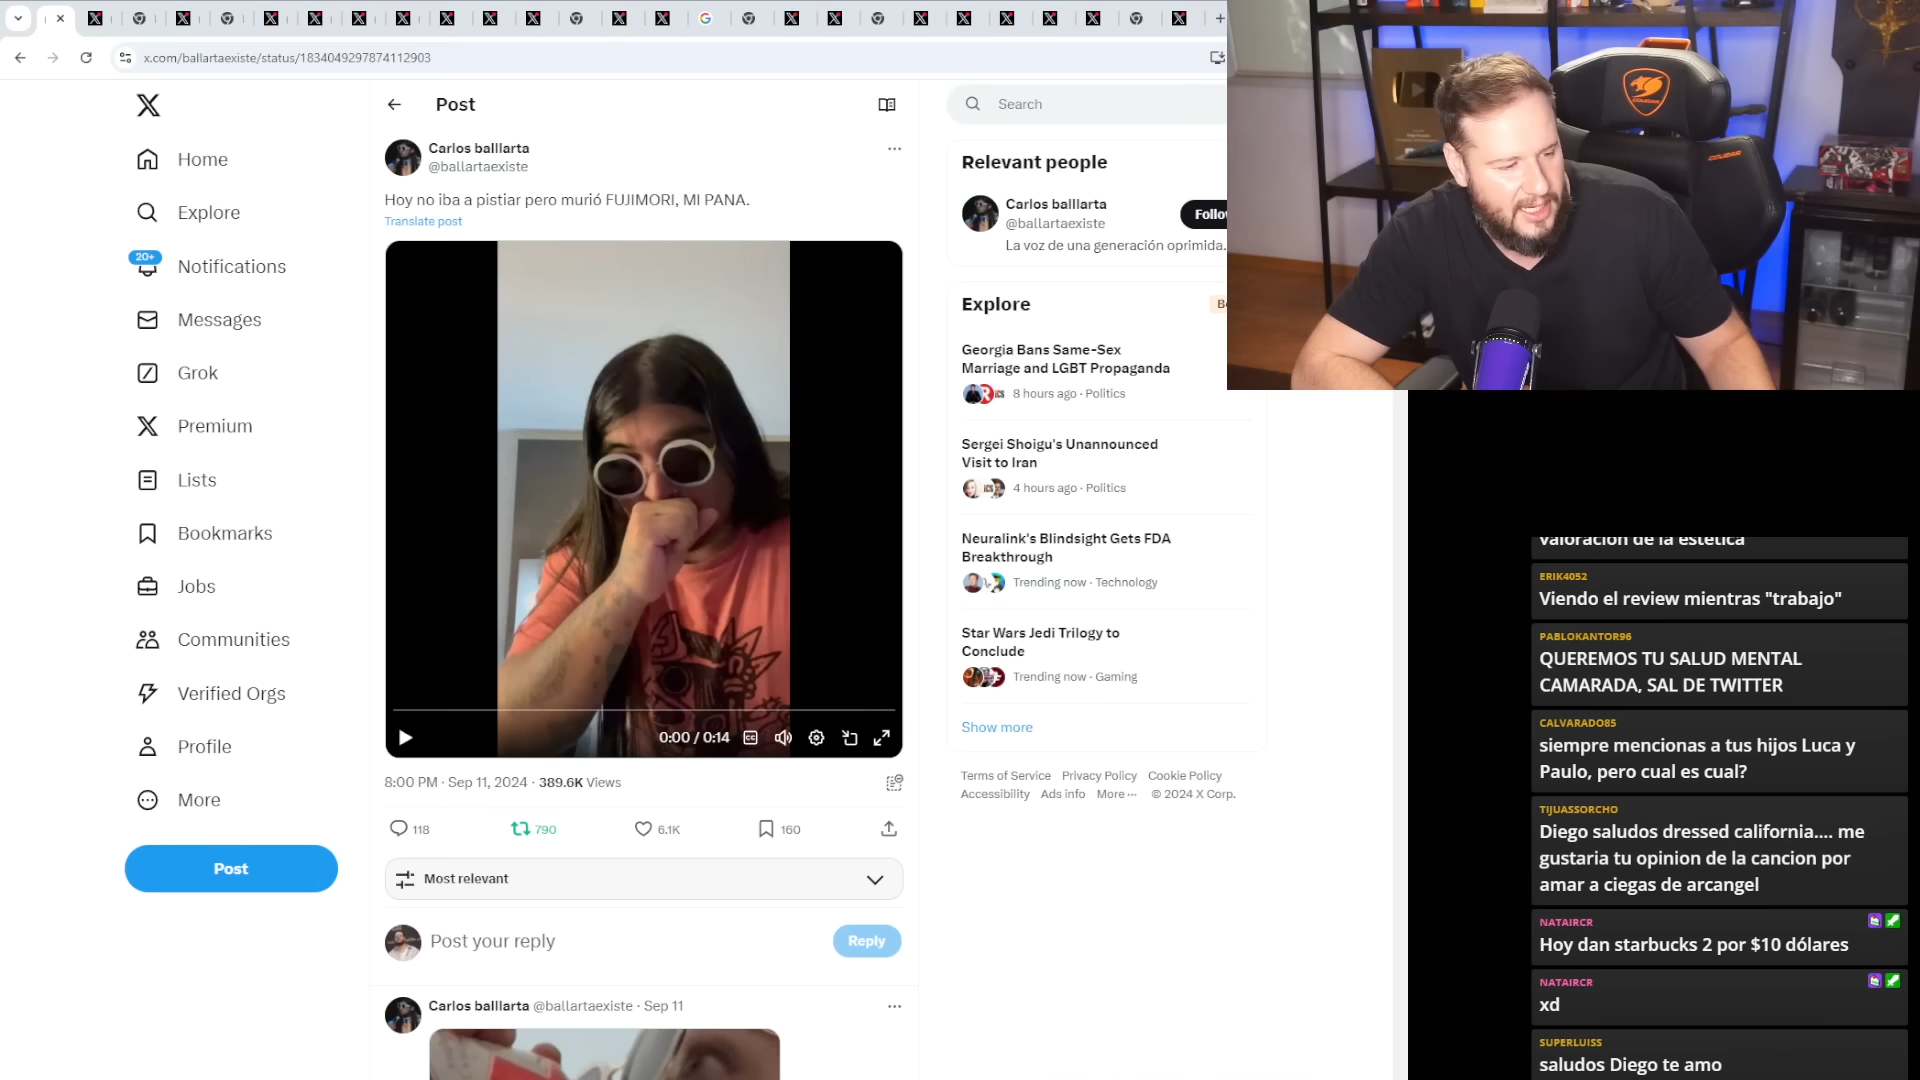 x.com/ballartaexiste/status/1834049297874112903
Home
Explore
20+
Notifications
Messages
Grok
Premium
Lists
Bookmarks
Jobs
Communities
Verified Orgs
Profile
More
Post
Post
Carlos balllarta
@ballartaexiste
Hoy no iba a pistiar pero murió FUJIMORI, MI PANA.
Translate post
0:00 / 0:14
8:00 PM · Sep 11, 2024 · 389.6K Views
118
790
6.1K
160
Most relevant
Post your reply
Reply
Carlos balllarta @ballartaexiste · Sep 11
Search
Relevant people
Carlos balllarta
@ballartaexiste
Follow
La voz de una generación oprimida.
Explore
Georgia Bans Same-Sex
Marriage and LGBT Propaganda
8 hours ago · Politics
Sergei Shoigu's Unannounced
Visit to Iran
4 hours ago · Politics
Neuralink's Blindsight Gets FDA
Breakthrough
Trending now · Technology
Star Wars Jedi Trilogy to
Conclude
Trending now · Gaming
Show more
Terms of Service Privacy Policy Cookie Policy
Accessibility Ads info More ··· © 2024 X Corp.
COUGAR
valoración de la estética
ERIK4052
Viendo el review mientras "trabajo"
PABLOKANTOR96
QUEREMOS TU SALUD MENTAL
CAMARADA, SAL DE TWITTER
CALVARADO85
siempre mencionas a tus hijos Luca y
Paulo, pero cual es cual?
TIJUASSORCHO
Diego saludos dressed california.... me
gustaria tu opinion de la cancion por
amar a ciegas de arcangel
NATAIRCR
Hoy dan starbucks 2 por $10 dólares
NATAIRCR
xd
SUPERLUISS
saludos Diego te amo